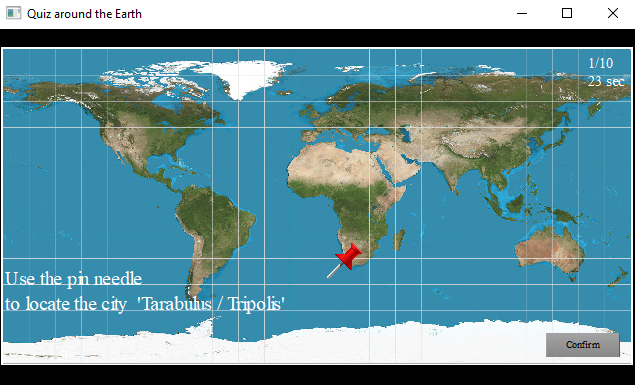 Quiz around the Earth
1/10
23 sec
Use the pin needle
to locate the city 'Tarabulus / Tripolis'
Confirm